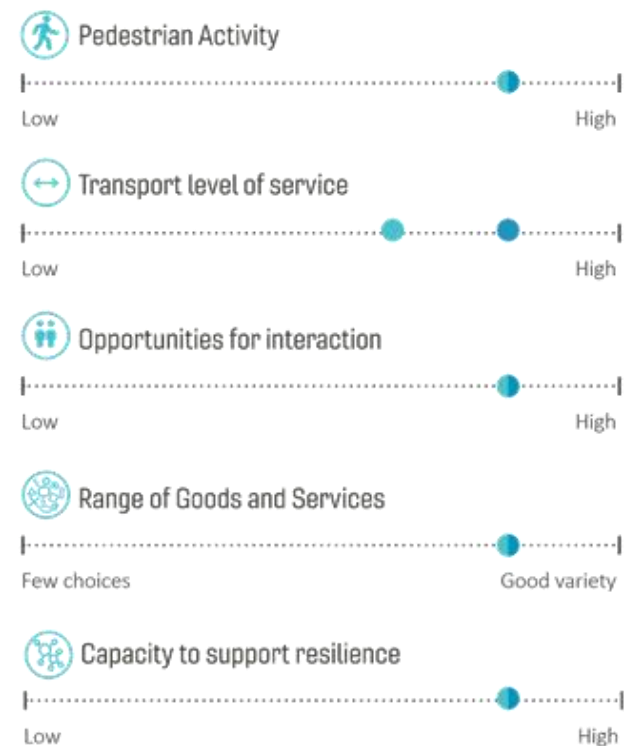 Pedestrian Activity
Low High
Transport level of service
Low High
Opportunities for interaction
Low High
Range of Goods and Services
Few choices Good variety
Capacity to support resilience
Low High